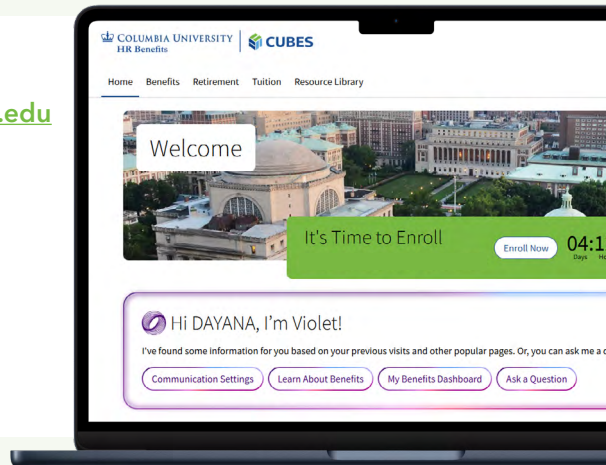 COLUMBIA UNIVERSITY
HR Benefits
CUBES
Home Benefits Retirement Tuition Resource Library
.edu
Welcome
It's Time to Enroll
Enroll Now
04:1
Days Ho
Hi DAYANA, I'm Violet!
I've found some information for you based on your previous visits and other popular pages. Or, you can ask me a
Communication Settings
Learn About Benefits
My Benefits Dashboard
Ask a Question